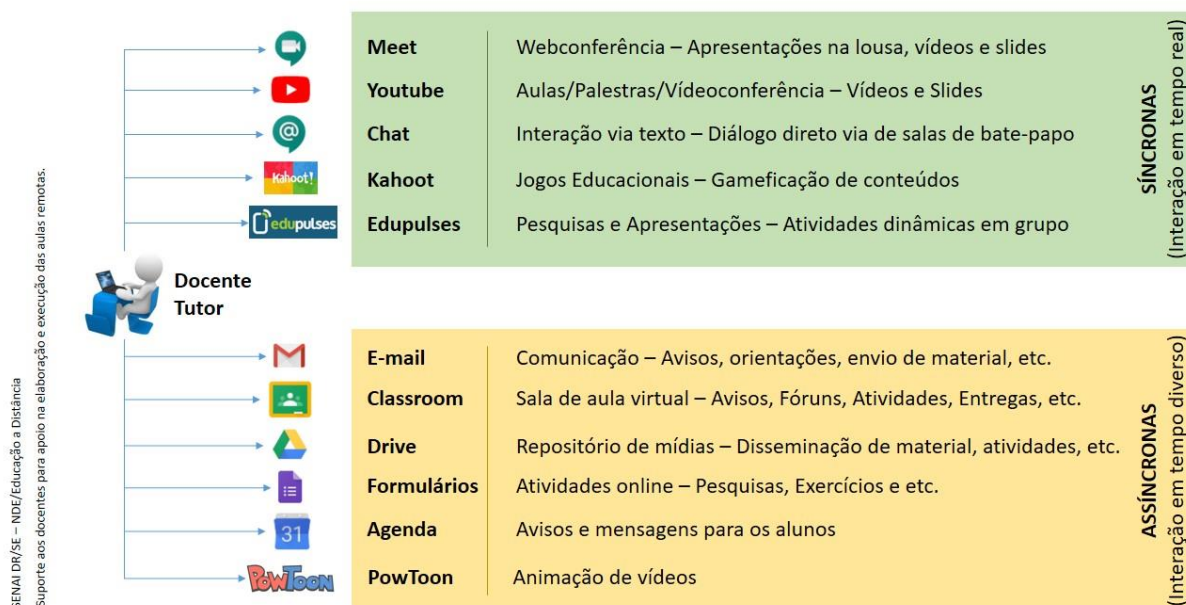 Meet Webconferência – Apresentações na lousa, vídeos e slides
Youtube Aulas/Palestras/Vídeoconferência – Vídeos e Slides
Chat Interação via texto – Diálogo direto via de salas de bate-papo
Kahoot! Kahoot Jogos Educacionais – Gameficação de conteúdos
edupulses Edupulses Pesquisas e Apresentações – Atividades dinâmicas em grupo
SÍNCRONAS
(Interação em tempo real)
Docente
Tutor
E-mail Comunicação – Avisos, orientações, envio de material, etc.
Classroom Sala de aula virtual – Avisos, Fóruns, Atividades, Entregas, etc.
Drive Repositório de mídias – Disseminação de material, atividades, etc.
Formulários Atividades online – Pesquisas, Exercícios e etc.
31 Agenda Avisos e mensagens para os alunos
POWTOON PowToon Animação de vídeos
ASSÍNCRONAS
(Interação em tempo diverso)
SENAI DR/SE – NDE/Educação a Distância
Suporte aos docentes para apoio na elaboração e execução das aulas remotas.